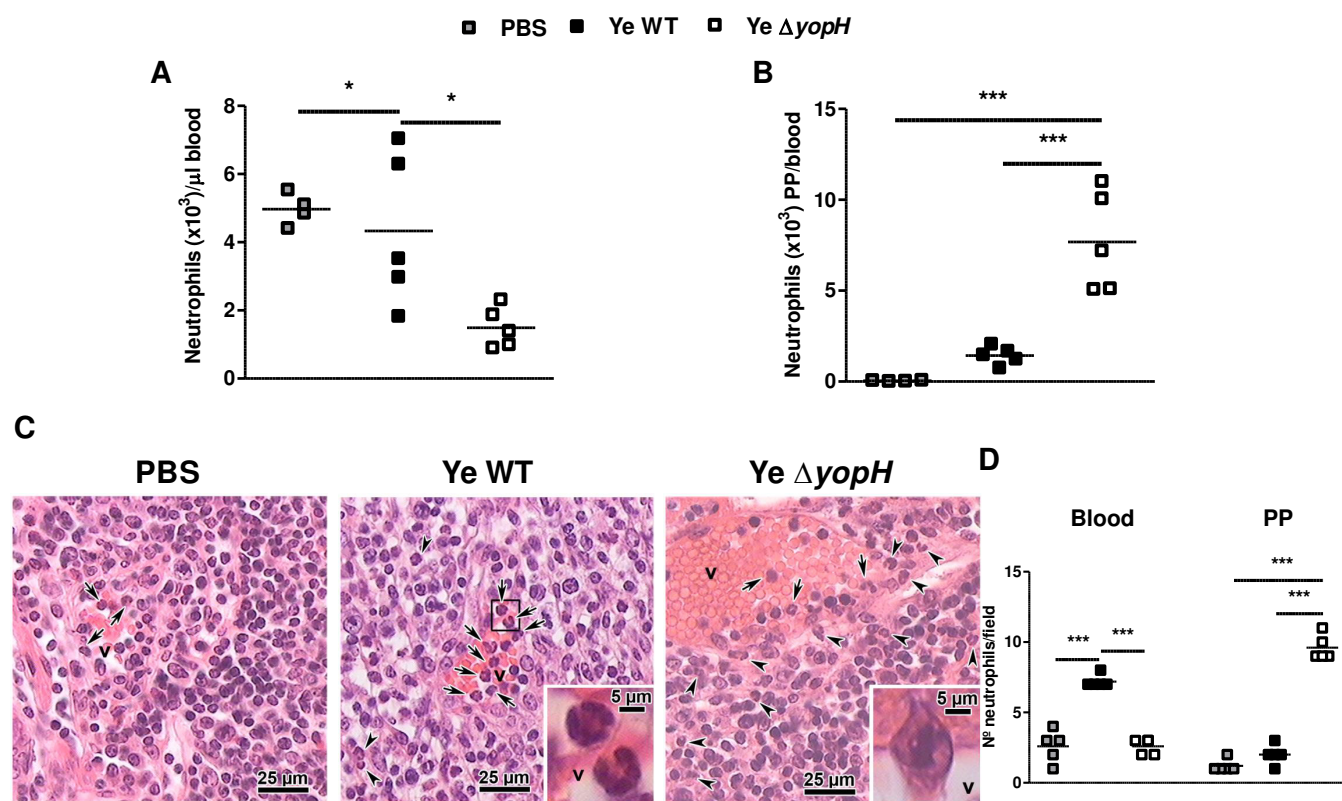 PBS Ye WT Ye ΔyopH
A
Neutrophils (x10³)/µl blood
8
6
4
2
0
*
*
B
Neutrophils (x10³) PP/blood
15
10
5
0
***
***
C
PBS
Ye WT
Ye ΔyopH
v
25 µm
v
v
5 µm
25 µm
v
v
5 µm
25 µm
D
Blood PP
Nº neutrophils/field
15
10
5
0
*** ***
***
***